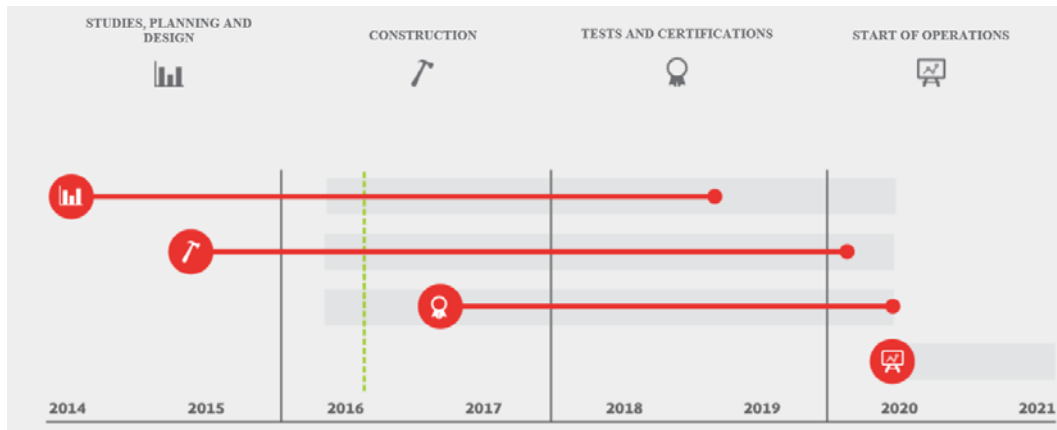 STUDIES, PLANNING AND
DESIGN
CONSTRUCTION
TESTS AND CERTIFICATIONS
START OF OPERATIONS
2014 2015 2016 2017 2018 2019 2020 2021